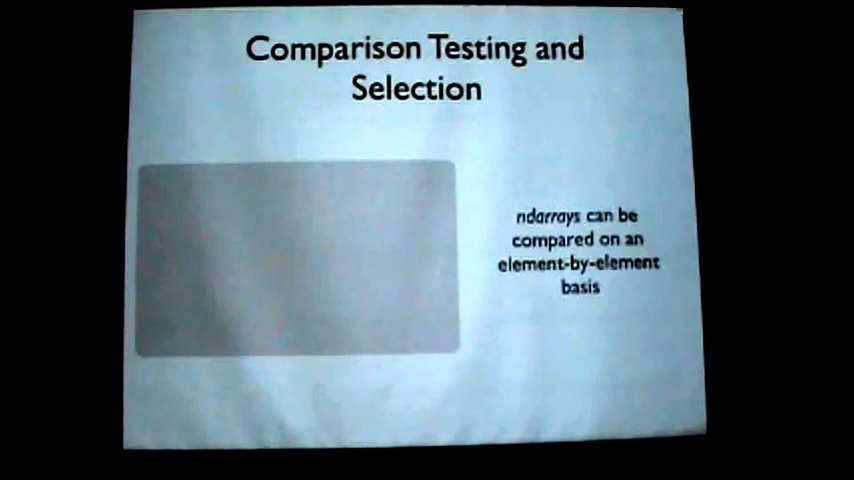 Comparison Testing and
Selection
ndarrays can be
compared on an
element-by-element
basis